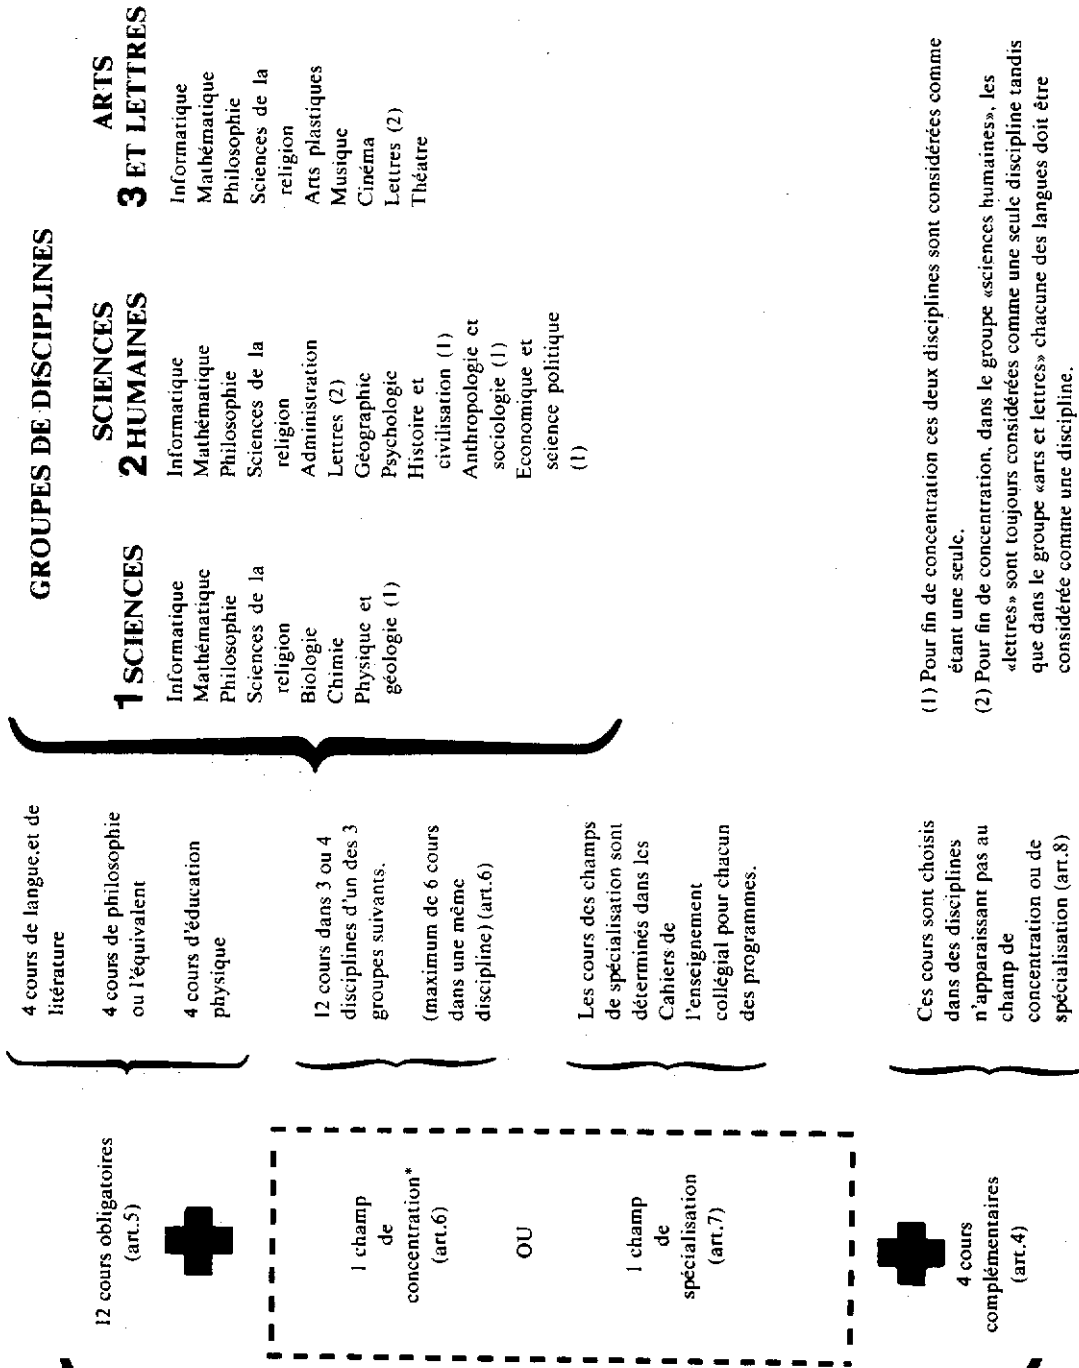 12 cours obligatoires
(art.5)
1 champ
de
concentration*
(art.6)
OU
1 champ
de
spécialisation
(art.7)
4 cours
complémentaires
(art.4)
4 cours de langue.et de
litérature
4 cours de philosophie
ou l'équivalent
4 cours d'éducation
physique
12 cours dans 3 ou 4
disciplines d'un des 3
groupes suivants.
(maximum de 6 cours
dans une même
discipline) (art.6)
Les cours des champs
de spécialisation sont
déterminés dans les
Cahiers de
l'enseignement
collégial pour chacun
des programmes.
Ces cours sont choisis
dans des disciplines
n'apparaissant pas au
champ de
concentration ou de
spécialisation (art.8)
GROUPES DE DISCIPLINES
1 SCIENCES
Informatique
Mathématique
Philosophie
Sciences de la
religion
Biologie
Chimie
Physique et
géologie (1)
SCIENCES
2 HUMAINES
Informatique
Mathématique
Philosophie
Sciences de la
religion
Administration
Lettres (2)
Géographie
Psychologie
Histoire et
civilisation (1)
Anthropologie et
sociologie (1)
Economique et
science politique
(1)
ARTS
3 ET LETTRES
Informatique
Mathématique
Philosophie
Sciences de la
religion
Arts plastiques
Musique
Cinéma
Lettres (2)
Théatre
(1) Pour fin de concentration ces deux disciplines sont considérées comme
étant une seule.
(2) Pour fin de concentration, dans le groupe «sciences humaines», les
«lettres» sont toujours considérées comme une seule discipline tandis
que dans le groupe «arts et lettres» chacune des langues doit être
considérée comme une discipline.